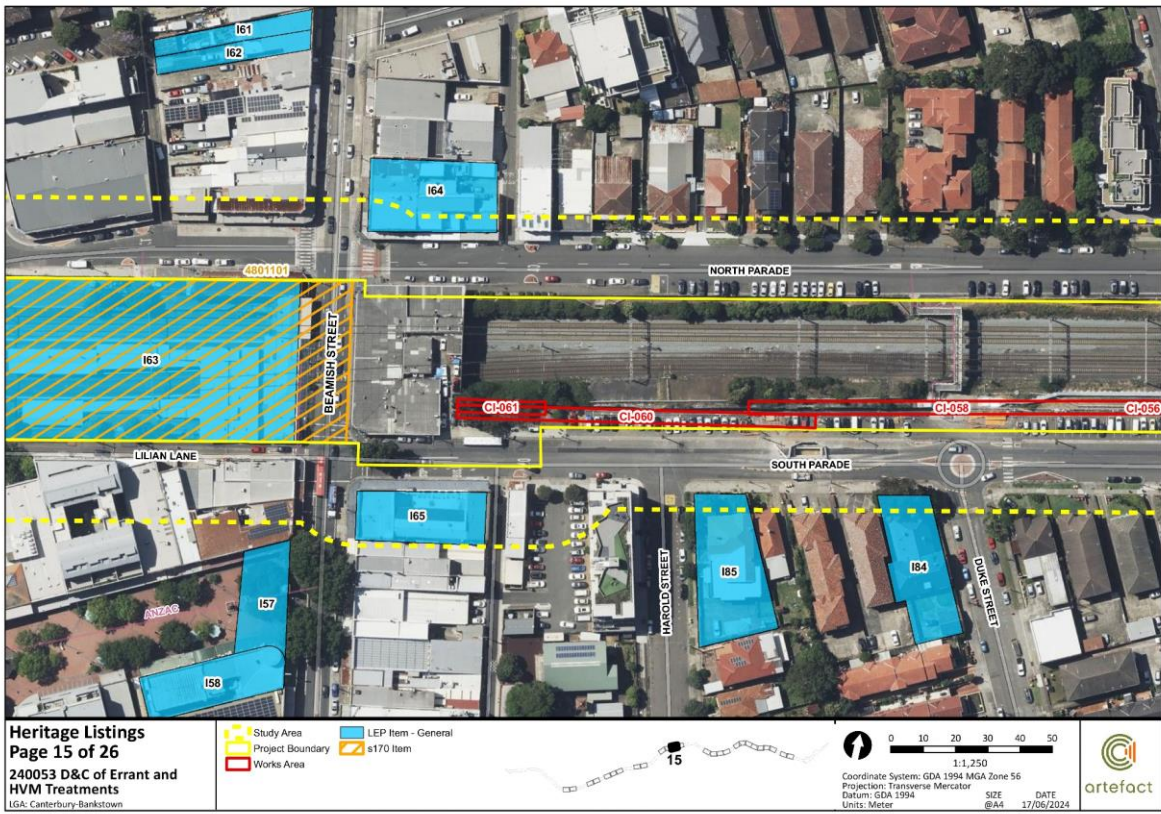 I61
I62
I64
4801101
NORTH PARADE
I63
BEAMISH STREET
CI-061
CI-060
CI-058
CI-056
LILIAN LANE
SOUTH PARADE
I65
I85
I84
HAROLD STREET
DUKE STREET
I57
ANZAC
I58
Heritage Listings
Page 15 of 26
240053 D&C of Errant and
HVM Treatments
LGA: Canterbury-Bankstown
Study Area
Project Boundary
Works Area
LEP Item - General
s170 Item
15
0 10 20 30 40 50
1:1,250
Coordinate System: GDA 1994 MGA Zone 56
Projection: Transverse Mercator
Datum: GDA 1994
Units: Meter
SIZE
@A4
DATE
17/06/2024
artefact